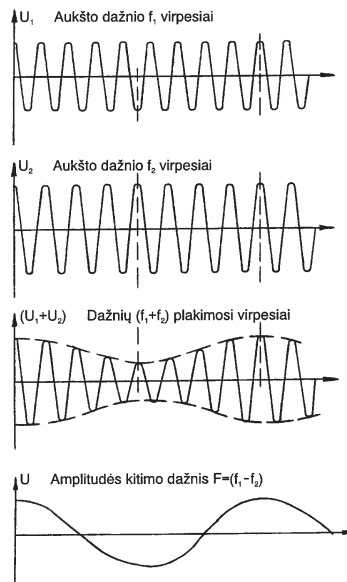 U₁ Aukšto dažnio f₁ virpesiai
U₂ Aukšto dažnio f₂ virpesiai
(U₁+U₂) Dažnių (f₁+f₂) plakimosi virpesiai
U Amplitudės kitimo dažnis F=(f₁−f₂)